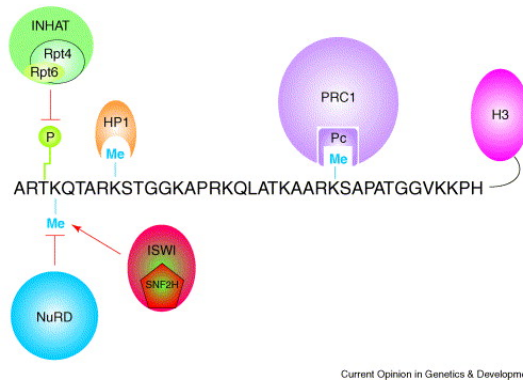 INHAT
Rpt4
Rpt6
P
HP1
Me
PRC1
Pc
Me
H3
ARTKQTARKSTGGKAPRKQLATKAARKSAPATGGVKKPH
Me
ISWI
SNF2H
NuRD
Current Opinion in Genetics & Developme